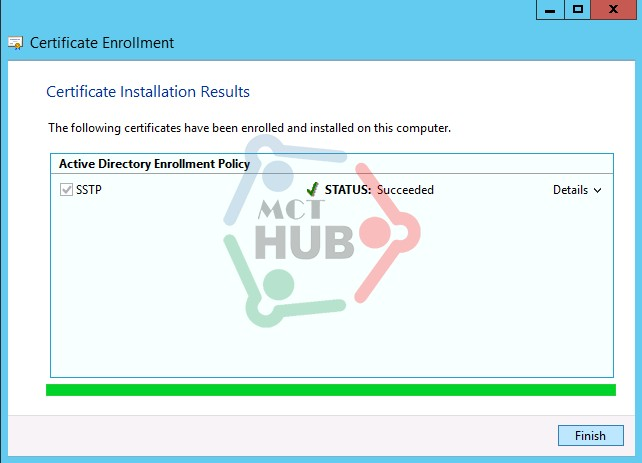 Certificate Enrollment
Certificate Installation Results
The following certificates have been enrolled and installed on this computer.
Active Directory Enrollment Policy
SSTP STATUS: Succeeded Details
MCT
HUB
Finish